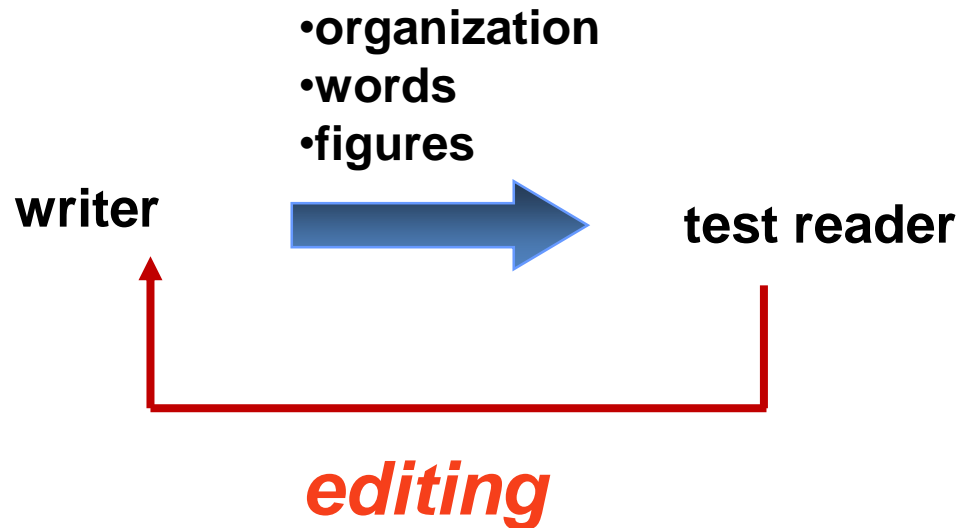 •organization
•words
•figures
writer
test reader
editing